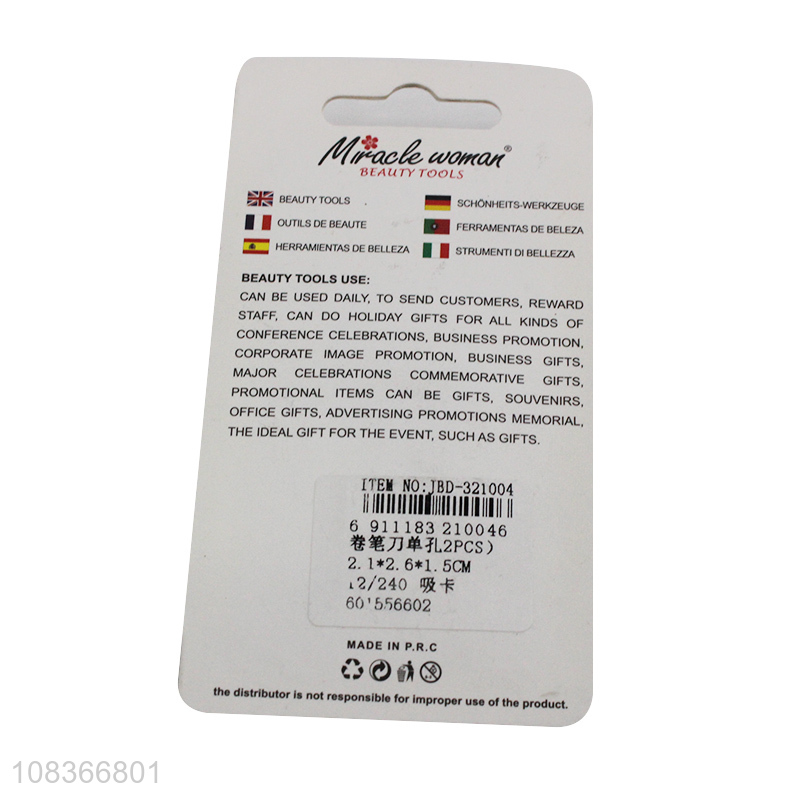 Miracle woman®
BEAUTY TOOLS
BEAUTY TOOLS
SCHÖNHEITS-WERKZEUGE
OUTILS DE BEAUTE
FERRAMENTAS DE BELEZA
HERRAMIENTAS DE BELLEZA
STRUMENTI DI BELLEZZA
BEAUTY TOOLS USE:
CAN BE USED DAILY, TO SEND CUSTOMERS, REWARD
STAFF, CAN DO HOLIDAY GIFTS FOR ALL KINDS OF
CONFERENCE CELEBRATIONS, BUSINESS PROMOTION,
CORPORATE IMAGE PROMOTION, BUSINESS GIFTS,
MAJOR CELEBRATIONS COMMEMORATIVE GIFTS,
PROMOTIONAL ITEMS CAN BE GIFTS, SOUVENIRS,
OFFICE GIFTS, ADVERTISING PROMOTIONS MEMORIAL,
THE IDEAL GIFT FOR THE EVENT, SUCH AS GIFTS.
ITEM NO:JBD-321004
6 911183 210046
卷笔刀单孔2PCS)
2.1*2.6*1.5CM
12/240 吸卡
601556602
MADE IN P.R.C
the distributor is not responsible for improper use of the product.
108366801